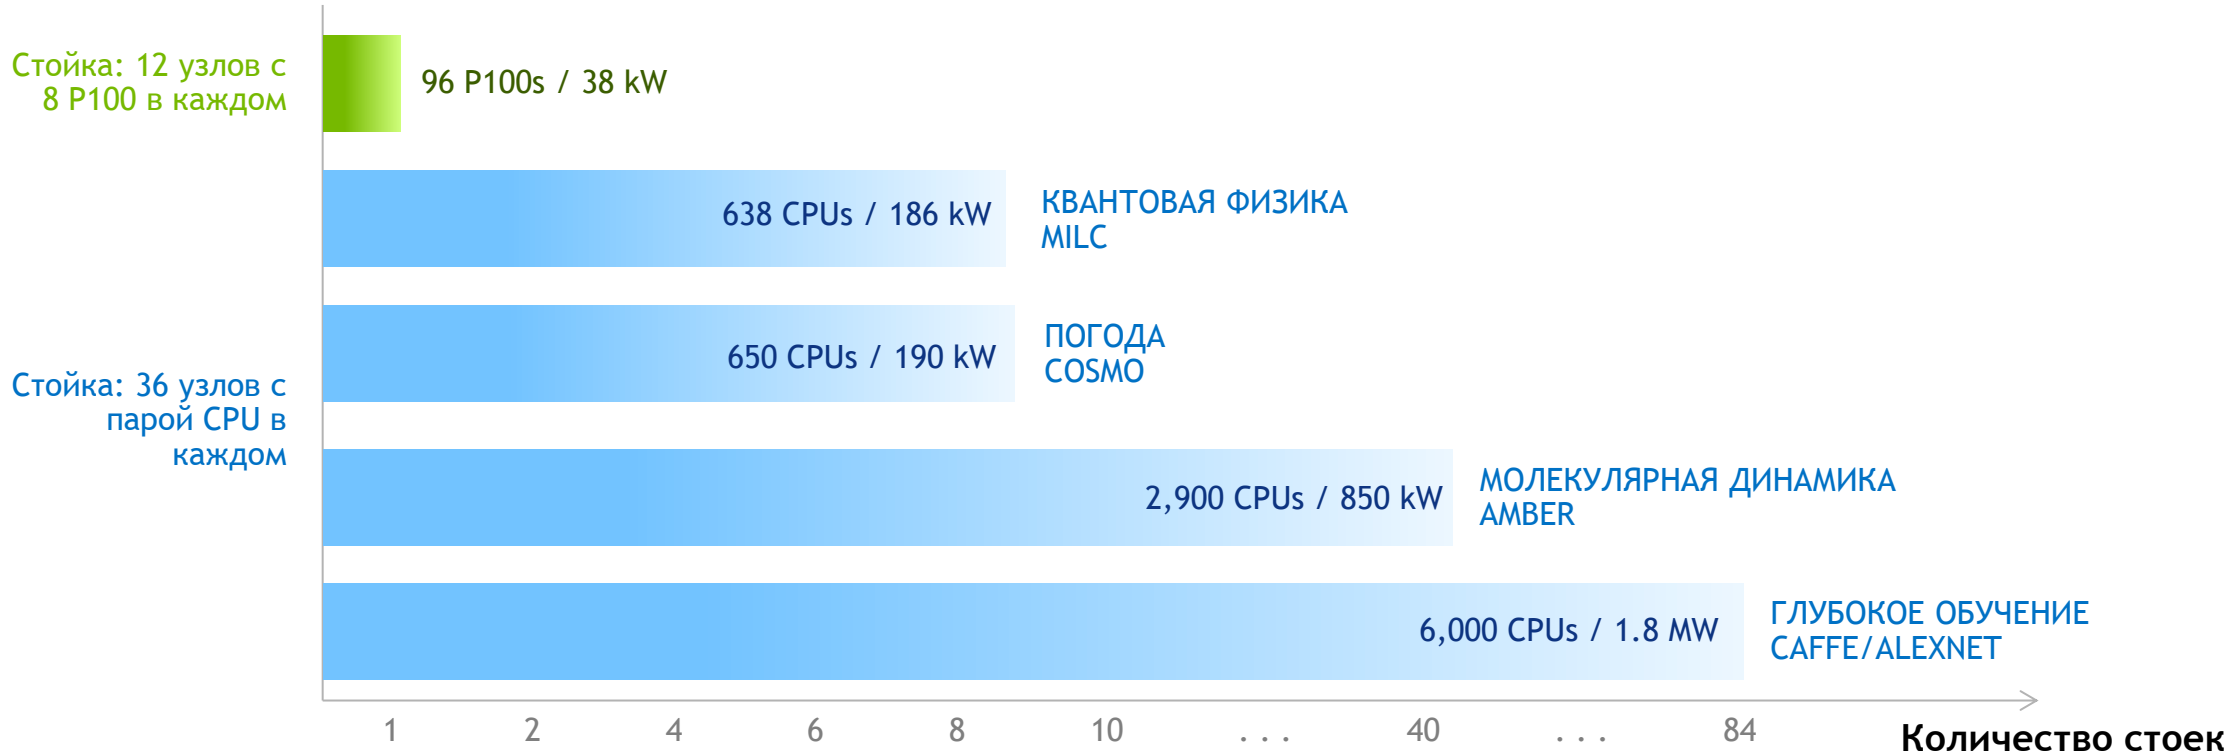 Стойка: 12 узлов с
8 P100 в каждом
96 P100s / 38 kW
638 CPUs / 186 kW
КВАНТОВАЯ ФИЗИКА
MILC
650 CPUs / 190 kW
ПОГОДА
COSMO
Стойка: 36 узлов с
парой CPU в
каждом
2,900 CPUs / 850 kW
МОЛЕКУЛЯРНАЯ ДИНАМИКА
AMBER
6,000 CPUs / 1.8 MW
ГЛУБОКОЕ ОБУЧЕНИЕ
CAFFE/ALEXNET
1 2 4 6 8 10 . . . 40 . . . 84
Количество стоек